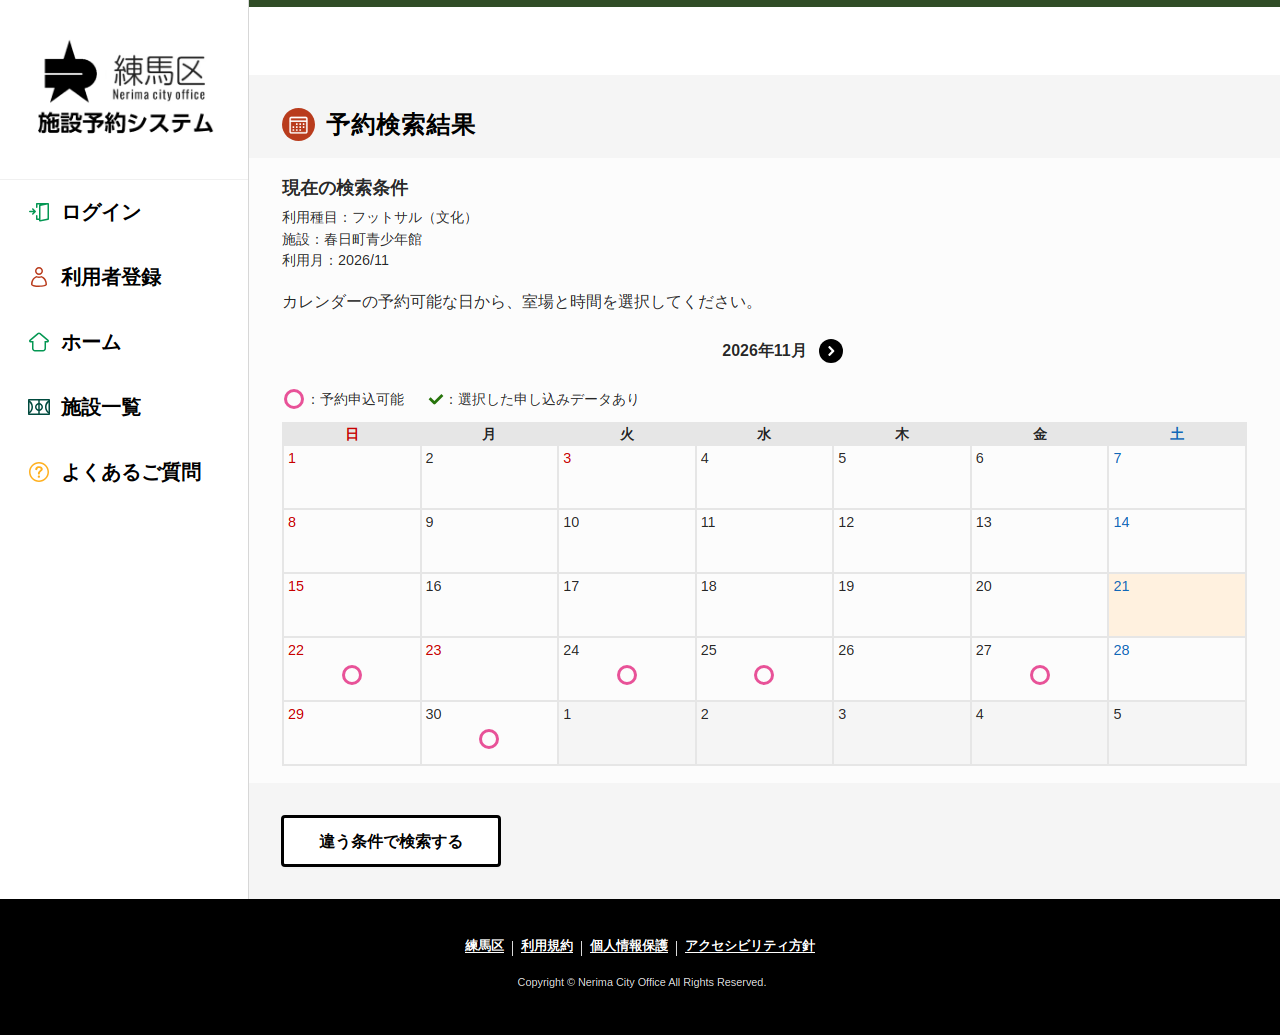 練馬区
Nerima city office
施設予約システム
ログイン
利用者登録
ホーム
施設一覧
よくあるご質問
予約検索結果
現在の検索条件
利用種目：フットサル（文化）
施設：春日町青少年館
利用月：2026/11
カレンダーの予約可能な日から、室場と時間を選択してください。
2026年11月
：予約申込可能 ：選択した申し込みデータあり
日 月 火 水 木 金 土
1 2 3 4 5 6 7
8 9 10 11 12 13 14
15 16 17 18 19 20 21
22 23 24 25 26 27 28
29 30 1 2 3 4 5
違う条件で検索する
練馬区 | 利用規約 | 個人情報保護 | アクセシビリティ方針
Copyright © Nerima City Office All Rights Reserved.